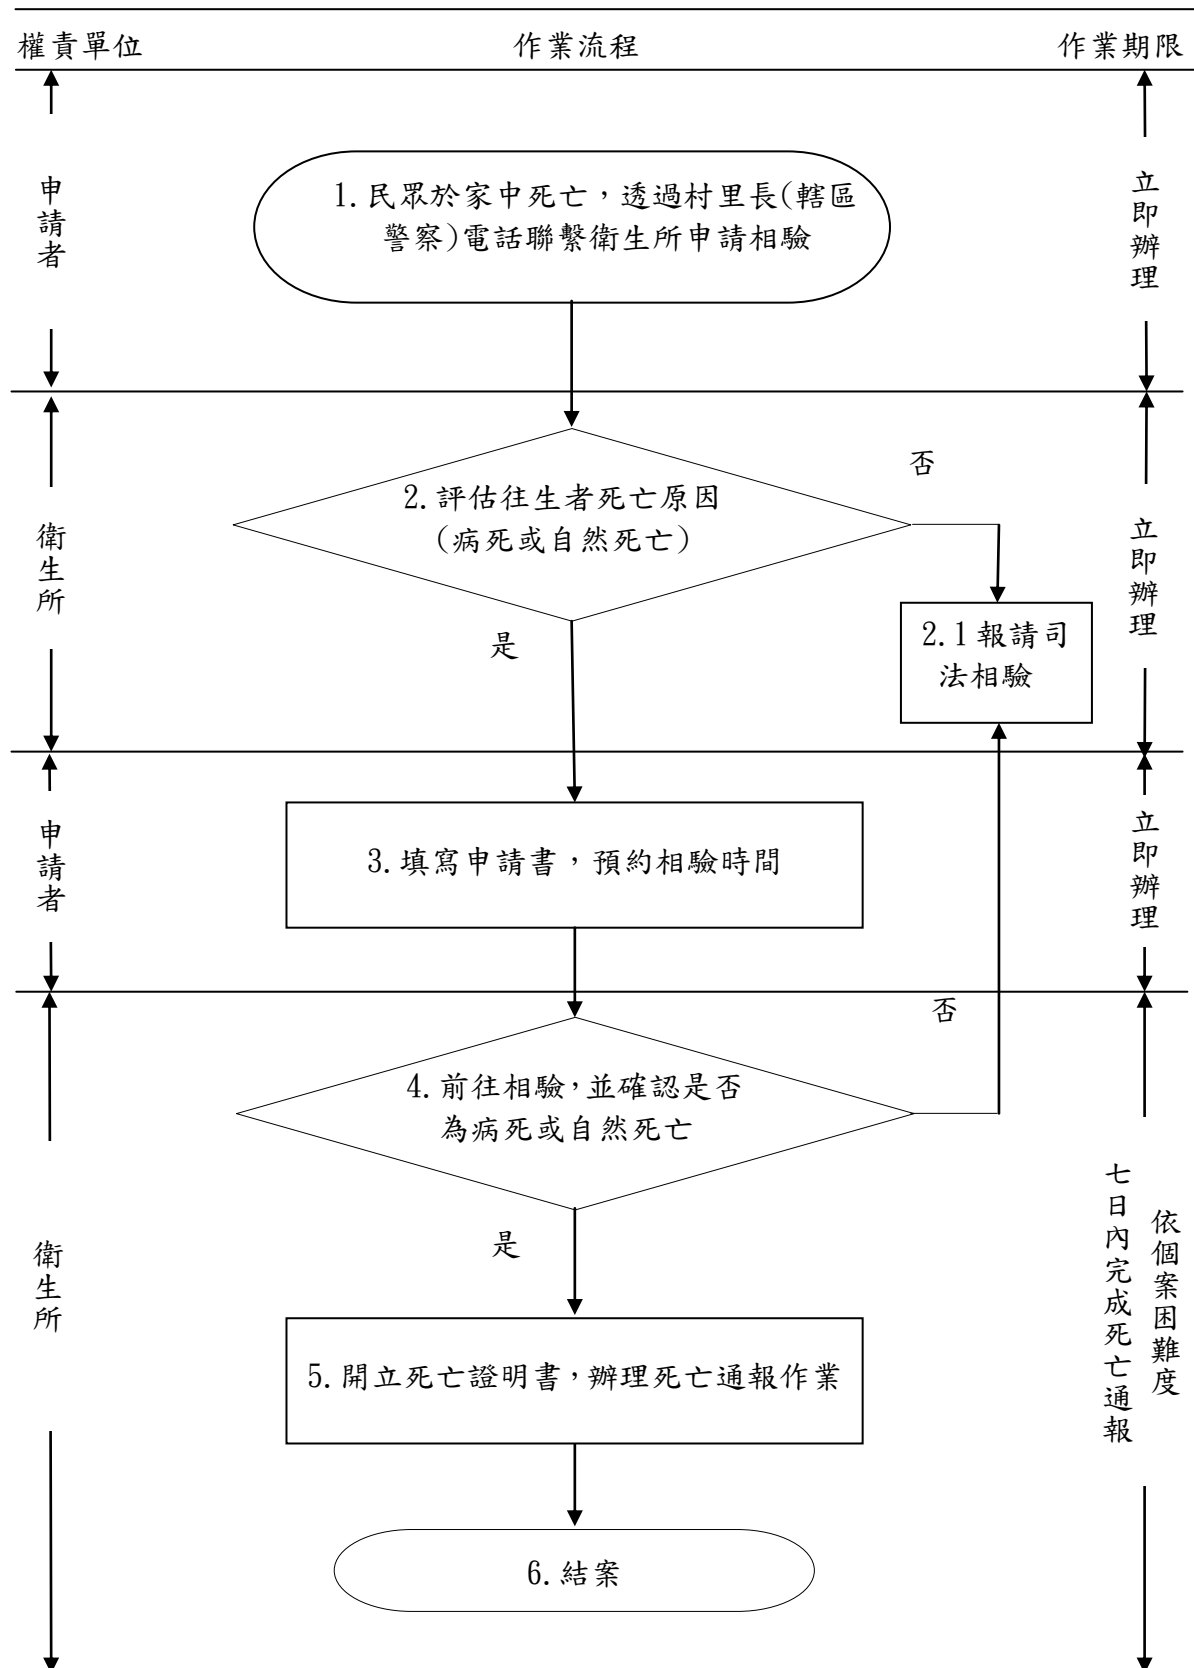 權責單位
作業流程
作業期限
申請者
1.民眾於家中死亡，透過村里長(轄區
警察)電話聯繫衛生所申請相驗
立即辦理
衛生所
2.評估往生者死亡原因
(病死或自然死亡)
否
是
2.1報請司
法相驗
立即辦理
申請者
3.填寫申請書，預約相驗時間
立即辦理
衛生所
4.前往相驗，並確認是否
為病死或自然死亡
否
是
5.開立死亡證明書，辦理死亡通報作業
6.結案
依個案困難度
七日內完成死亡通報